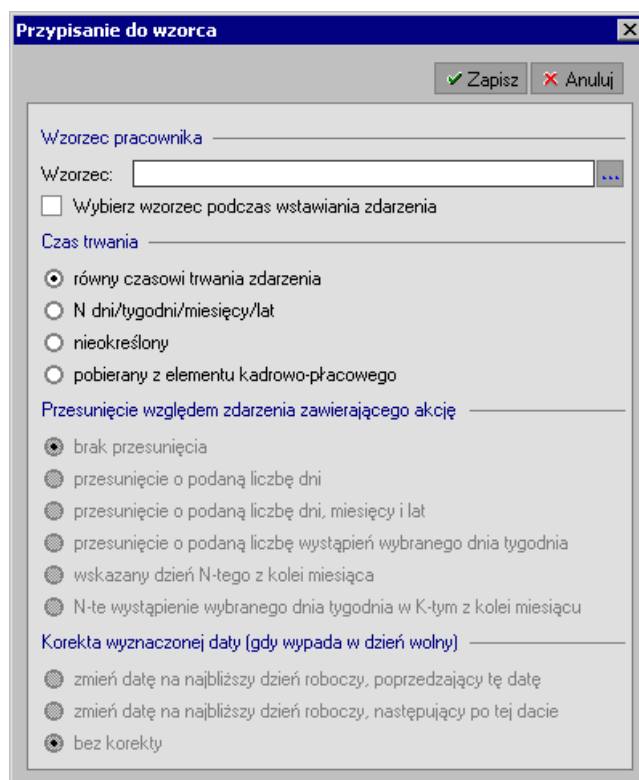 Przypisanie do wzorca
Zapisz Anuluj
Wzorzec pracownika
Wzorzec: ...
Wybierz wzorzec podczas wstawiania zdarzenia
Czas trwania
równy czasowi trwania zdarzenia
N dni/tygodni/miesięcy/lat
nieokreślony
pobierany z elementu kadrowo-płacowego
Przesunięcie względem zdarzenia zawierającego akcję
brak przesunięcia
przesunięcie o podaną liczbę dni
przesunięcie o podaną liczbę dni, miesięcy i lat
przesunięcie o podaną liczbę wystąpień wybranego dnia tygodnia
wskazany dzień N-tego z kolei miesiąca
N-te wystąpienie wybranego dnia tygodnia w K-tym z kolei miesiącu
Korekta wyznaczonej daty (gdy wypada w dzień wolny)
zmień datę na najbliższy dzień roboczy, poprzedzający tę datę
zmień datę na najbliższy dzień roboczy, następujący po tej dacie
bez korekty